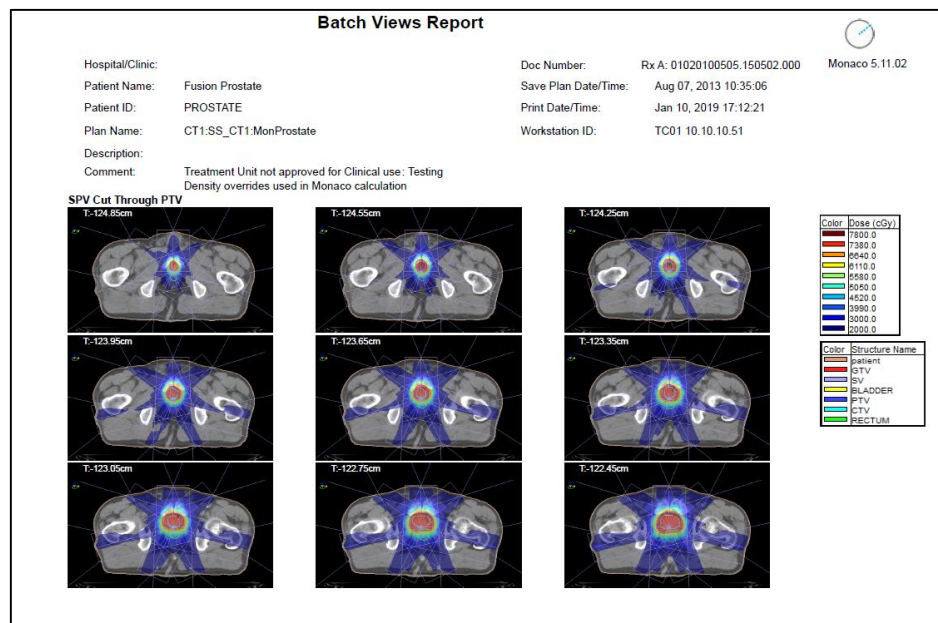 Batch Views Report
Monaco 5.11.02
Hospital/Clinic:
Patient Name: Fusion Prostate
Patient ID: PROSTATE
Plan Name: CT1:SS_CT1:MonProstate
Description:
Comment: Treatment Unit not approved for Clinical use: Testing
Density overrides used in Monaco calculation
Doc Number: Rx A: 01020100505.150502.000
Save Plan Date/Time: Aug 07, 2013 10:35:06
Print Date/Time: Jan 10, 2019 17:12:21
Workstation ID: TC01 10.10.10.51
SPV Cut Through PTV
T:-124.85cm
T:-124.55cm
T:-124.25cm
T:-123.95cm
T:-123.65cm
T:-123.35cm
T:-123.05cm
T:-122.75cm
T:-122.45cm
Color Dose (cGy)
7800.0
7380.0
6640.0
6110.0
5580.0
5050.0
4520.0
3990.0
3000.0
2000.0
Color Structure Name
patient
GTV
SV
BLADDER
PTV
CTV
RECTUM